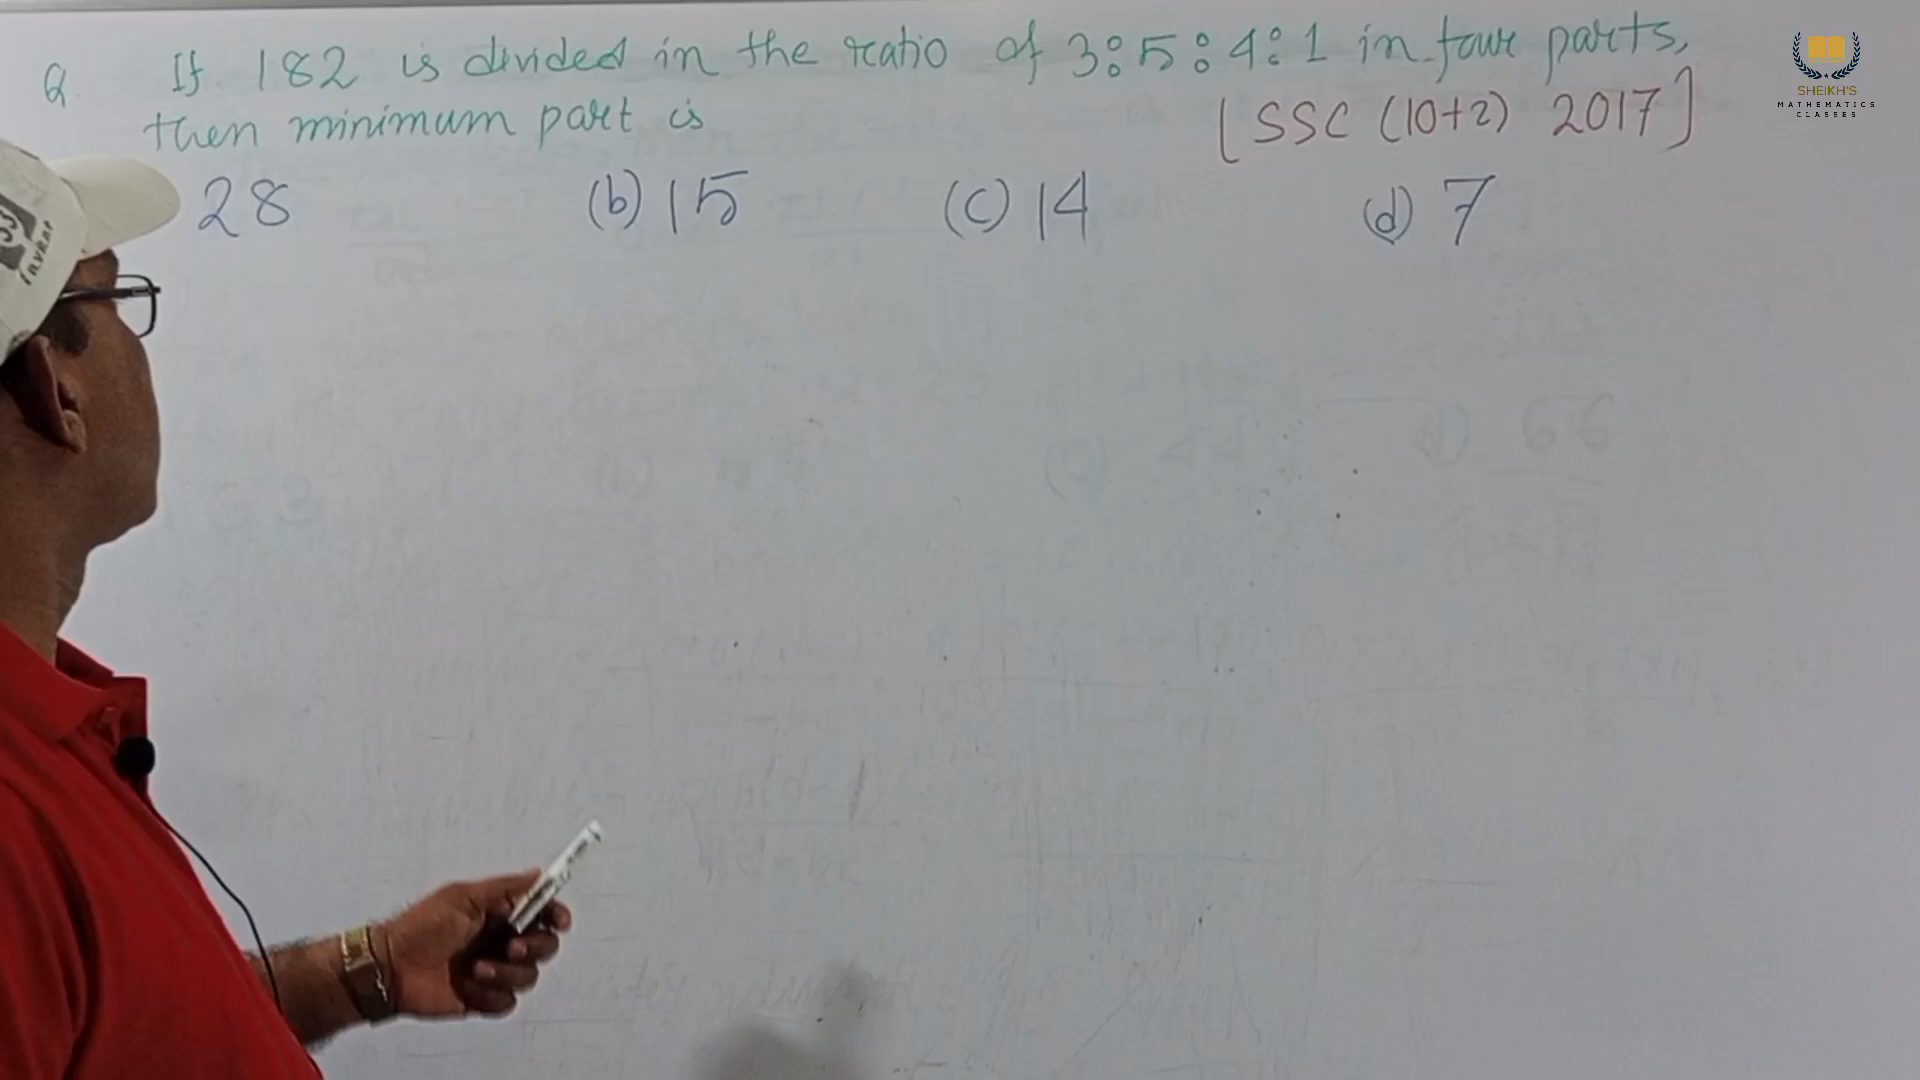 Q. If 182 is divided in the ratio of 3:5:4:1 in four parts,
then minimum part is [SSC (10+2) 2017]
28 (b) 15 (c) 14 (d) 7
SHEIKH'S
MATHEMATICS
CLASSES